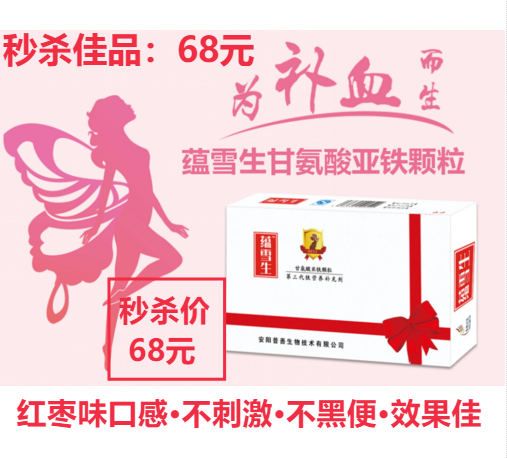 秒杀佳品：68元
为补血而生
蕴雪生甘氨酸亚铁颗粒
蕴雪生
甘氨酸亚铁颗粒
第三代铁营养补充剂
安阳普西生物技术有限公司
秒杀价
68元
红枣味口感•不刺激•不黑便•效果佳